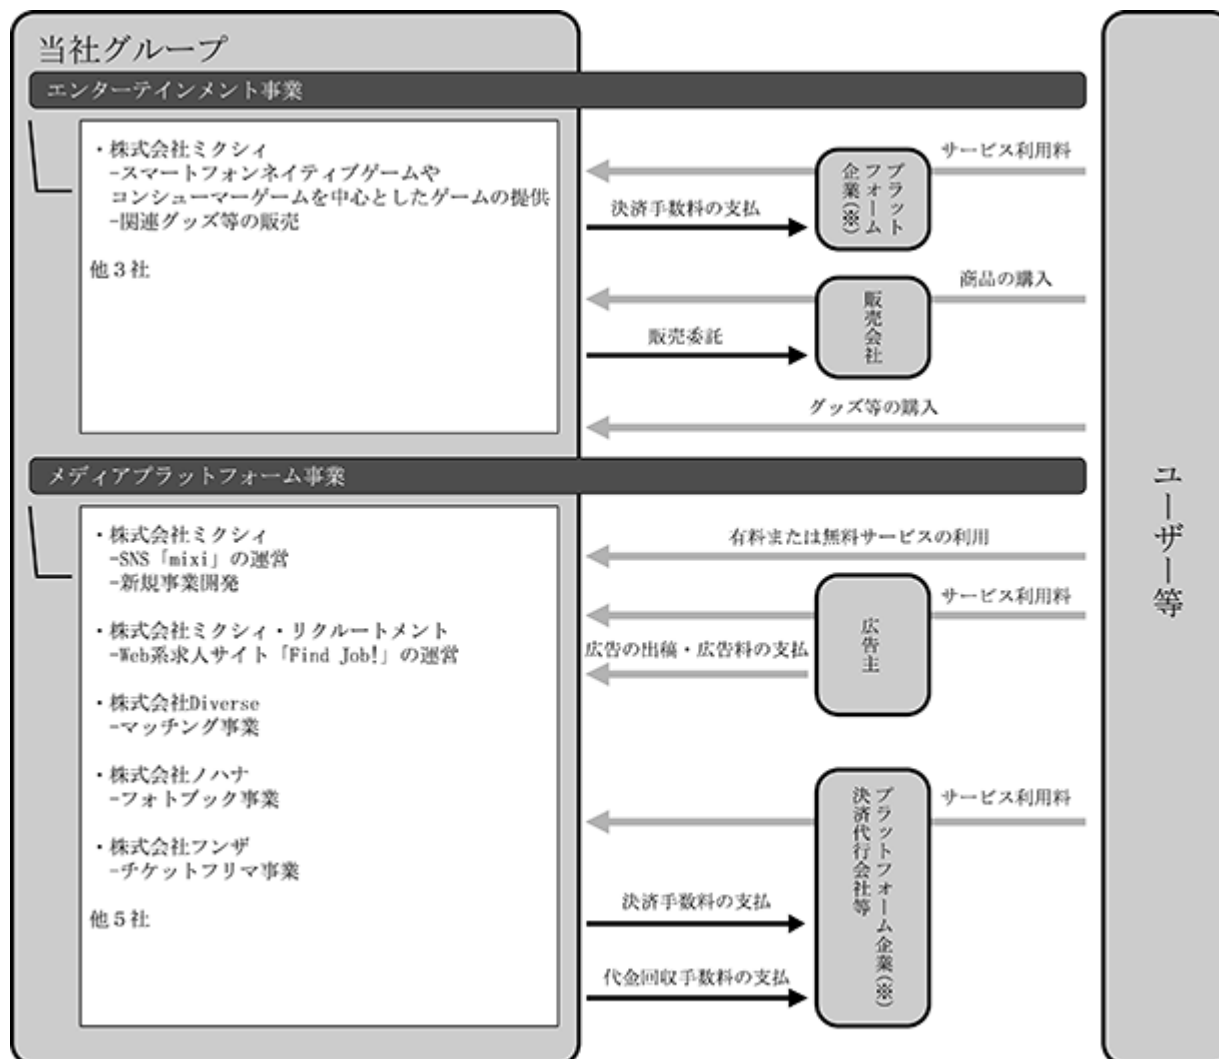 当社グループ
エンターテインメント事業
・株式会社ミクシィ
-スマートフォンネイティブゲームや
コンシューマーゲームを中心としたゲームの提供
-関連グッズ等の販売
他３社
サービス利用料
プラット
フォーム
企業(※)
決済手数料の支払
商品の購入
販売会社
販売委託
グッズ等の購入
メディアプラットフォーム事業
・株式会社ミクシィ
-SNS「mixi」の運営
-新規事業開発
・株式会社ミクシィ・リクルートメント
-Web系求人サイト「Find Job!」の運営
・株式会社Diverse
-マッチング事業
・株式会社ノハナ
-フォトブック事業
・株式会社フンザ
-チケットフリマ事業
他５社
有料または無料サービスの利用
サービス利用料
広告主
広告の出稿・広告料の支払
サービス利用料
プラットフォーム企業(※)
決済代行会社等
決済手数料の支払
代金回収手数料の支払
ユーザー等